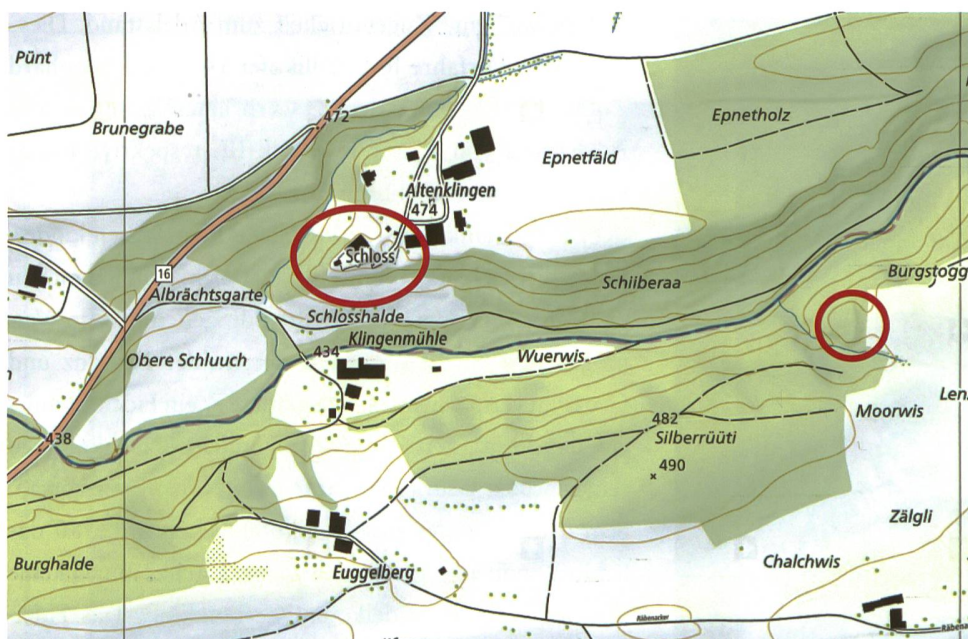 Pünt
Brunegrabe
472
Epnetholz
Epnetfäld
Altenklingen
474
Schloss
16
Albrächtsgarte
Schlosshalde
Schiiberaa
Burgstogg
Klingenmühle
434
Wuerwis
Obere Schluuch
438
482
Silberrüüti
490
Moorwis
Zälgli
Chalchwis
Burghalde
Euggelberg
Räbenacker